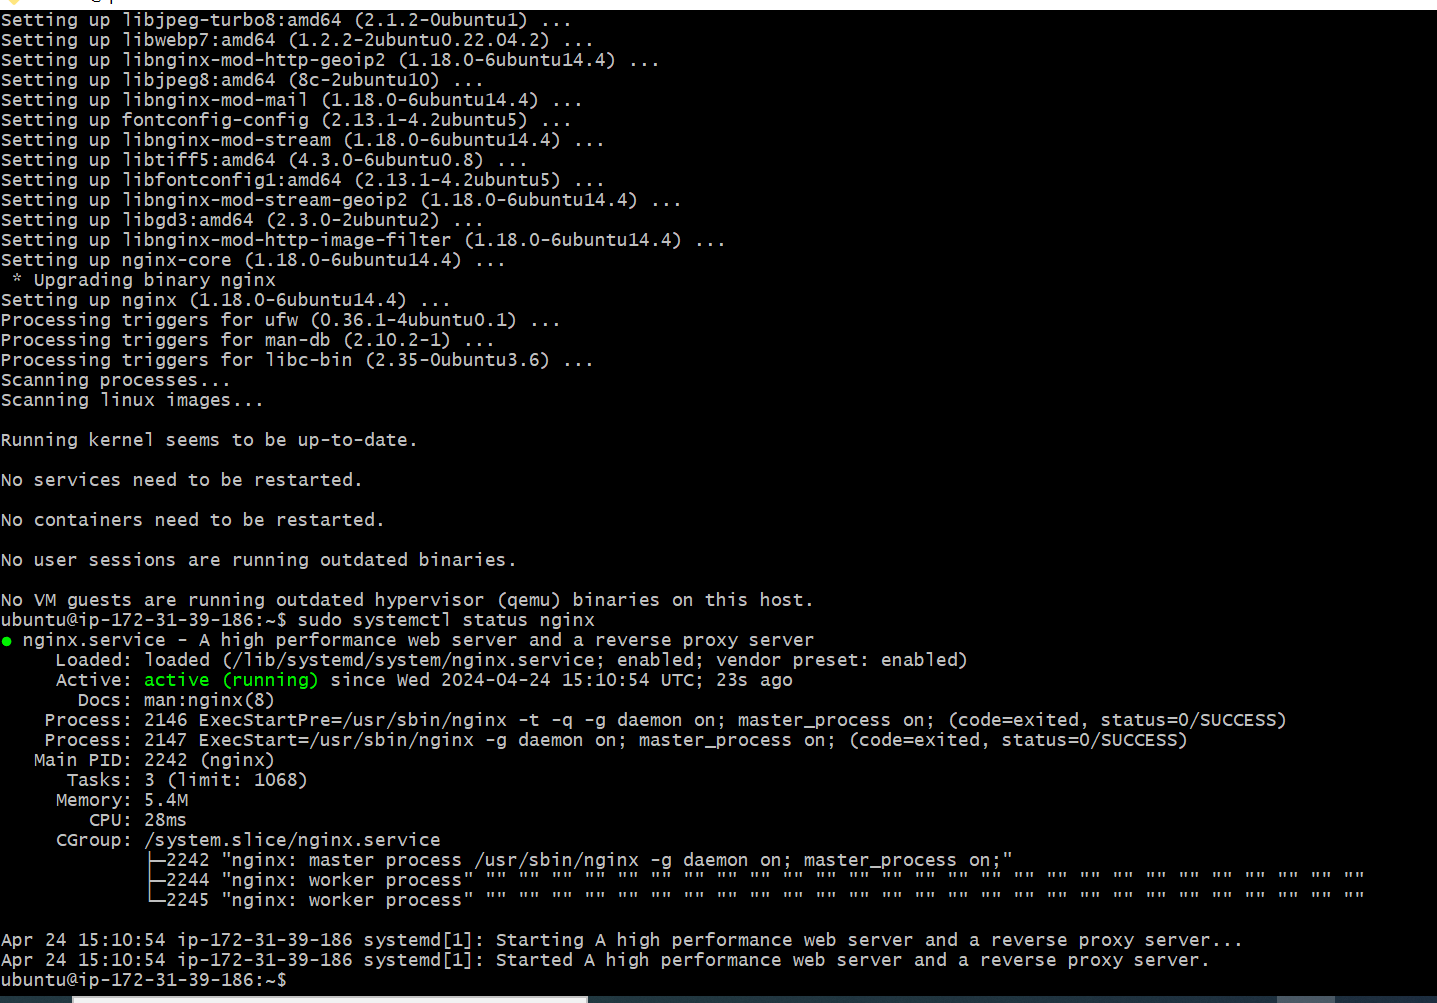 Setting up libjpeg-turbo8:amd64 (2.1.2-0ubuntu1) ...
Setting up libwebp7:amd64 (1.2.2-2ubuntu0.22.04.2) ...
Setting up libnginx-mod-http-geoip2 (1.18.0-6ubuntu14.4) ...
Setting up libjpeg8:amd64 (8c-2ubuntu10) ...
Setting up libnginx-mod-mail (1.18.0-6ubuntu14.4) ...
Setting up fontconfig-config (2.13.1-4.2ubuntu5) ...
Setting up libnginx-mod-stream (1.18.0-6ubuntu14.4) ...
Setting up libtiff5:amd64 (4.3.0-6ubuntu0.8) ...
Setting up libfontconfig1:amd64 (2.13.1-4.2ubuntu5) ...
Setting up libnginx-mod-stream-geoip2 (1.18.0-6ubuntu14.4) ...
Setting up libgd3:amd64 (2.3.0-2ubuntu2) ...
Setting up libnginx-mod-http-image-filter (1.18.0-6ubuntu14.4) ...
Setting up nginx-core (1.18.0-6ubuntu14.4) ...
 * Upgrading binary nginx
Setting up nginx (1.18.0-6ubuntu14.4) ...
Processing triggers for ufw (0.36.1-4ubuntu0.1) ...
Processing triggers for man-db (2.10.2-1) ...
Processing triggers for libc-bin (2.35-0ubuntu3.6) ...
Scanning processes...
Scanning linux images...

Running kernel seems to be up-to-date.

No services need to be restarted.

No containers need to be restarted.

No user sessions are running outdated binaries.

No VM guests are running outdated hypervisor (qemu) binaries on this host.
ubuntu@ip-172-31-39-186:~$ sudo systemctl status nginx
● nginx.service - A high performance web server and a reverse proxy server
     Loaded: loaded (/lib/systemd/system/nginx.service; enabled; vendor preset: enabled)
     Active: active (running) since Wed 2024-04-24 15:10:54 UTC; 23s ago
       Docs: man:nginx(8)
    Process: 2146 ExecStartPre=/usr/sbin/nginx -t -q -g daemon on; master_process on; (code=exited, status=0/SUCCESS)
    Process: 2147 ExecStart=/usr/sbin/nginx -g daemon on; master_process on; (code=exited, status=0/SUCCESS)
   Main PID: 2242 (nginx)
      Tasks: 3 (limit: 1068)
     Memory: 5.4M
        CPU: 28ms
     CGroup: /system.slice/nginx.service
             ├─2242 "nginx: master process /usr/sbin/nginx -g daemon on; master_process on;"
             ├─2244 "nginx: worker process" "" "" "" "" "" "" "" "" "" "" "" "" "" "" "" "" "" "" "" "" "" "" "" "" "" "" ""
             └─2245 "nginx: worker process" "" "" "" "" "" "" "" "" "" "" "" "" "" "" "" "" "" "" "" "" "" "" "" "" "" "" ""

Apr 24 15:10:54 ip-172-31-39-186 systemd[1]: Starting A high performance web server and a reverse proxy server...
Apr 24 15:10:54 ip-172-31-39-186 systemd[1]: Started A high performance web server and a reverse proxy server.
ubuntu@ip-172-31-39-186:~$